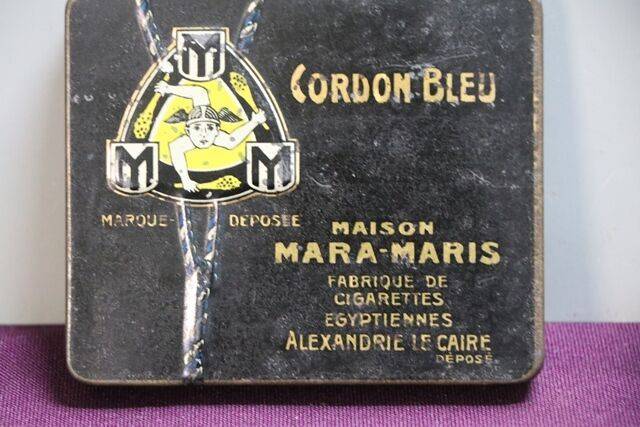 M
CORDON BLEU
M M
MARQUE- DEPOSEE
MAISON
MARA-MARIS
FABRIQUE DE
CIGARETTES
EGYPTIENNES
ALEXANDRIE LE CAIRE
DÉPOSÉ